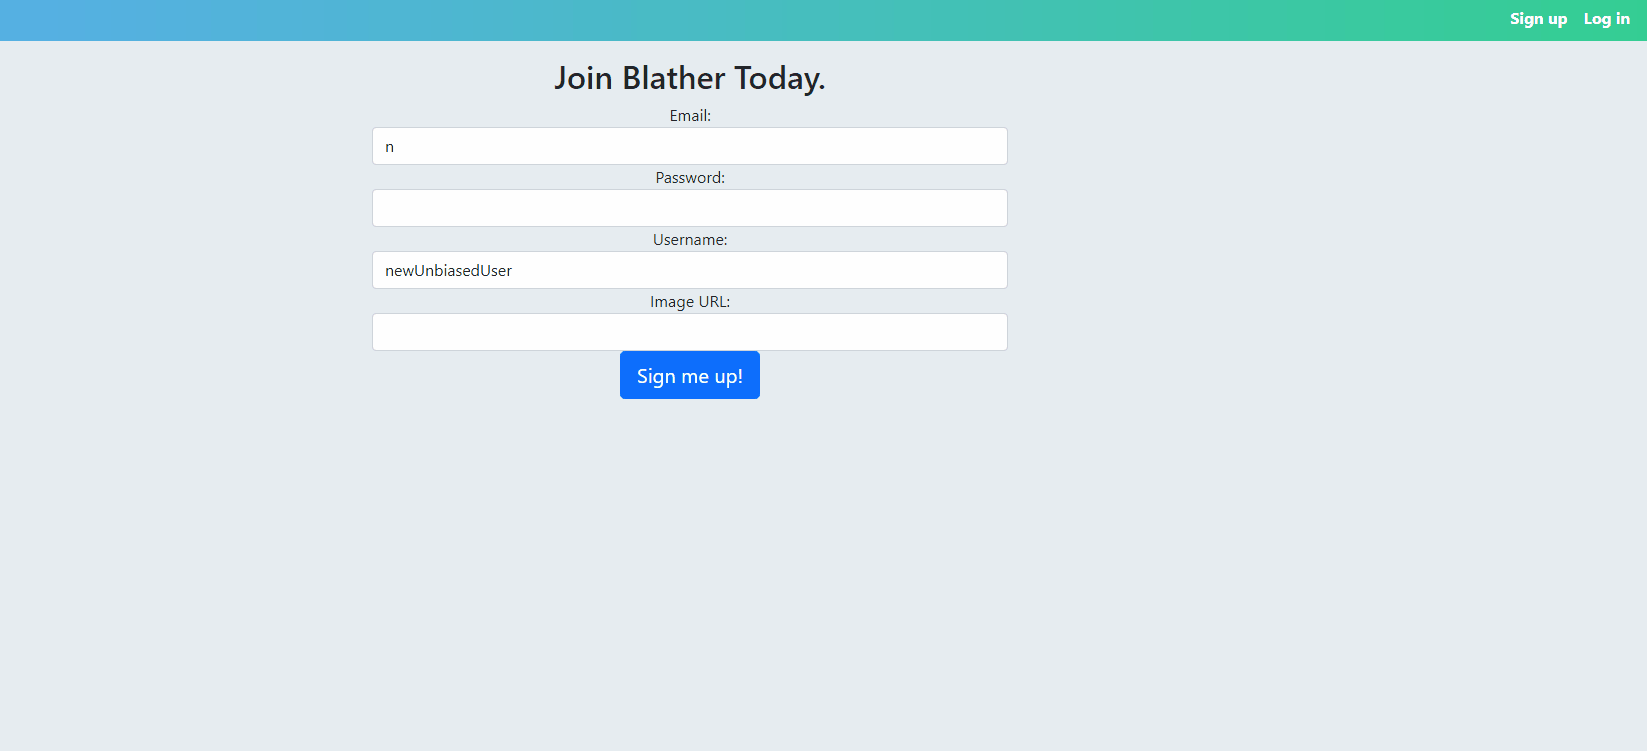 Sign up Log in
Join Blather Today.
Email:
n
Password:
Username:
newUnbiasedUser
Image URL:
Sign me up!